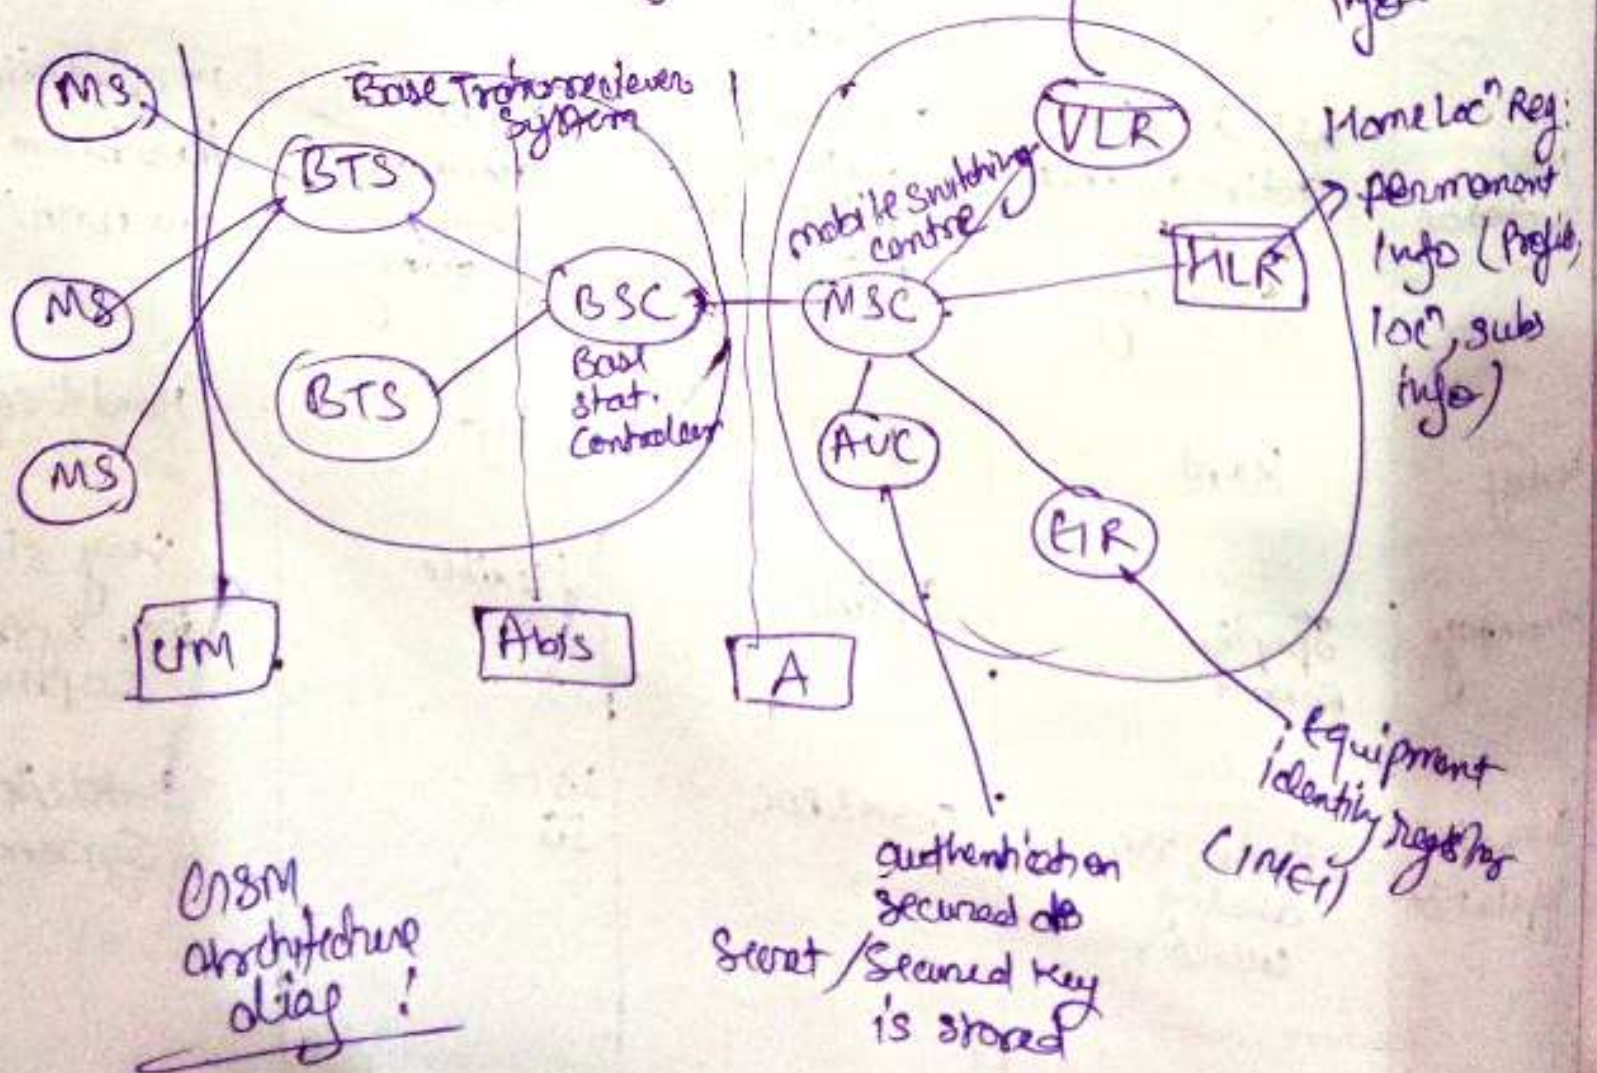 MS
Base Transreciever
System
BTS
VLR
Home Locⁿ Reg:
permanent
Info (Profile,
locⁿ, subs
info)
mobile switching
centre
HLR
MS
BSC
MSC
Base
stat.
Controller
BTS
AUC
MS
EIR
UM
Abis
A
Equipment
identity register
(IMEI)
authentication
secured db
Secret/Secured key
is stored
GSM
architecture
diag !